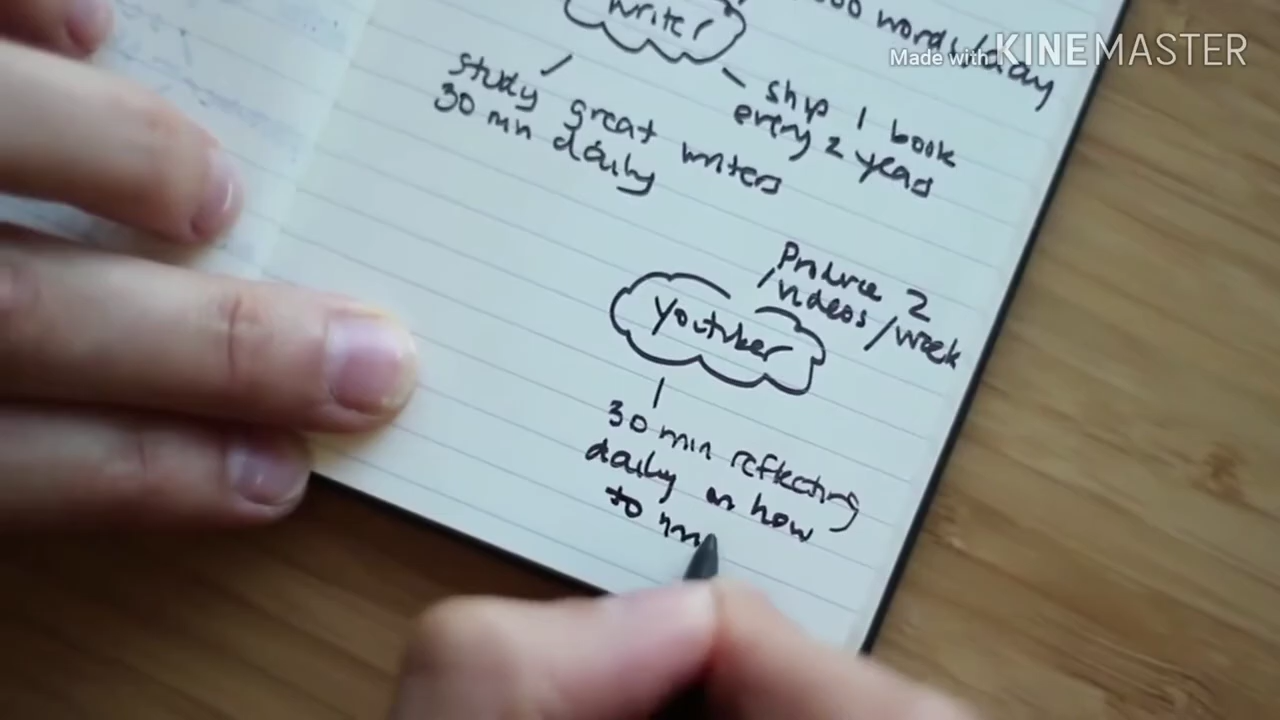 words/day
Made with KINEMASTER
writer
study great writers
30 mn daily
ship 1 book
every 2 years
Produce 2
videos/week
Youtuber
30 min reflecting
daily on how
to